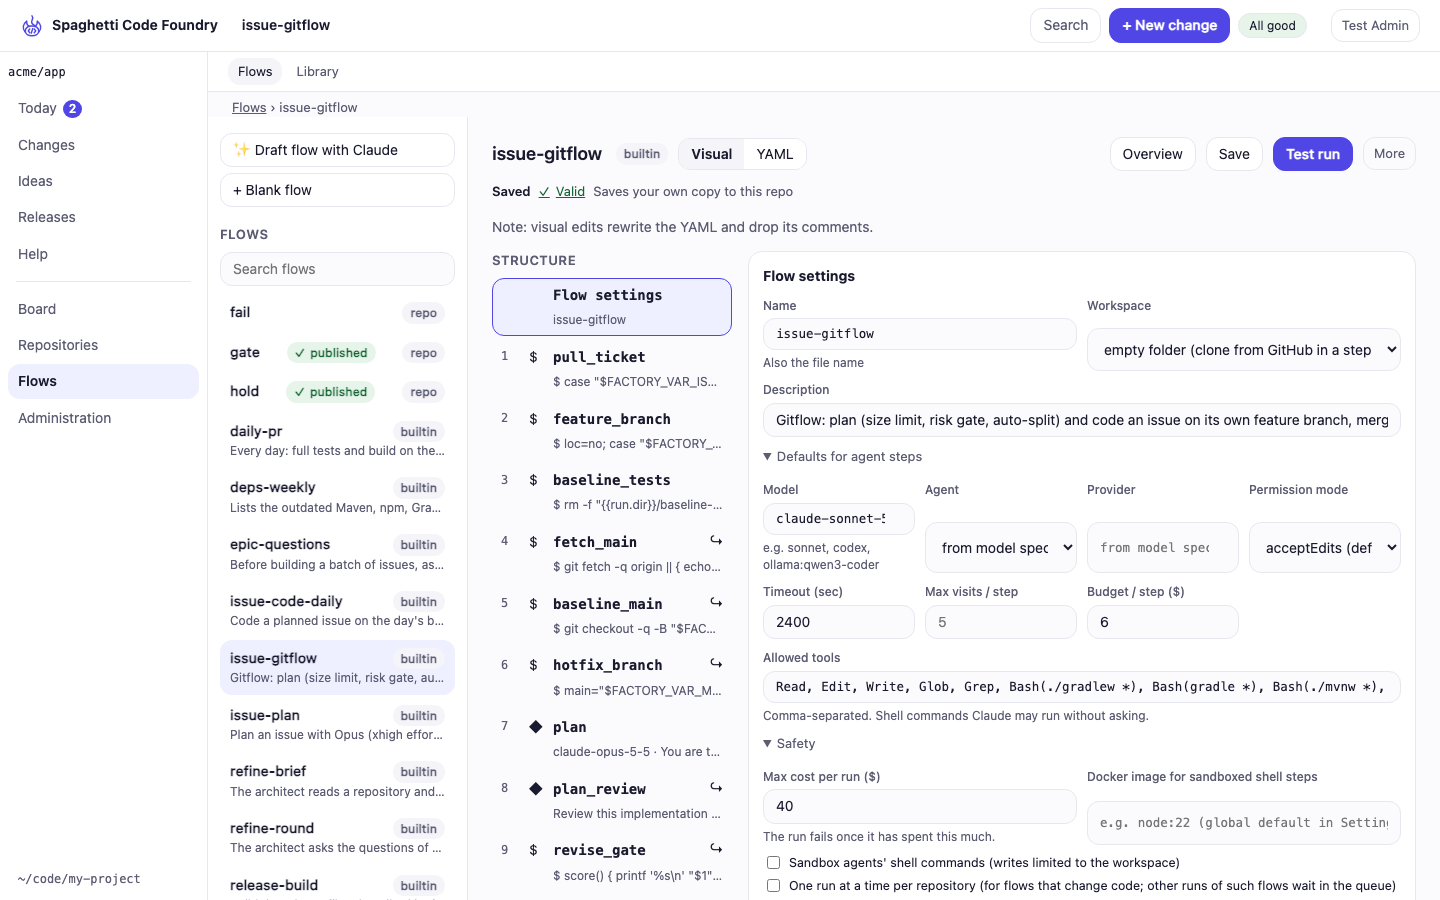 Spaghetti Code Foundry
issue-gitflow
Search
+ New change
All good
Test Admin
acme/app
Today 2
Changes
Ideas
Releases
Help
Board
Repositories
Flows
Administration
~/code/my-project
Flows
Library
Flows › issue-gitflow
✨ Draft flow with Claude
+ Blank flow
FLOWS
Search flows
fail repo
gate ✓ published repo
hold ✓ published repo
daily-pr builtin
Every day: full tests and build on the...
deps-weekly builtin
Lists the outdated Maven, npm, Gra...
epic-questions builtin
Before building a batch of issues, as...
issue-code-daily builtin
Code a planned issue on the day's b...
issue-gitflow builtin
Gitflow: plan (size limit, risk gate, au...
issue-plan builtin
Plan an issue with Opus (xhigh effor...
refine-brief builtin
The architect reads a repository and...
refine-round builtin
The architect asks the questions of ...
release-build builtin
issue-gitflow builtin Visual YAML
Overview Save Test run More
Saved ✓ Valid Saves your own copy to this repo
Note: visual edits rewrite the YAML and drop its comments.
STRUCTURE
Flow settings
issue-gitflow
1 $ pull_ticket
$ case "$FACTORY_VAR_IS...
2 $ feature_branch
$ loc=no; case "$FACTORY_...
3 $ baseline_tests
$ rm -f "{{run.dir}}/baseline-...
4 $ fetch_main ↪
$ git fetch -q origin || { echo...
5 $ baseline_main ↪
$ git checkout -q -B "$FAC...
6 $ hotfix_branch ↪
$ main="$FACTORY_VAR_M...
7 ◆ plan
claude-opus-5-5 · You are t...
8 ◆ plan_review ↪
Review this implementation ...
9 $ revise_gate ↪
$ score() { printf '%s\n' "$1"...
Flow settings
Name
issue-gitflow
Also the file name
Workspace
empty folder (clone from GitHub in a step
Description
Gitflow: plan (size limit, risk gate, auto-split) and code an issue on its own feature branch, merg
▼ Defaults for agent steps
Model
claude-sonnet-5
e.g. sonnet, codex,
ollama:qwen3-coder
Agent
from model spec
Provider
from model spec
Permission mode
acceptEdits (def
Timeout (sec)
2400
Max visits / step
5
Budget / step ($)
6
Allowed tools
Read, Edit, Write, Glob, Grep, Bash(./gradlew *), Bash(gradle *), Bash(./mvnw *),
Comma-separated. Shell commands Claude may run without asking.
▼ Safety
Max cost per run ($)
40
The run fails once it has spent this much.
Docker image for sandboxed shell steps
e.g. node:22 (global default in Setting
Sandbox agents' shell commands (writes limited to the workspace)
One run at a time per repository (for flows that change code; other runs of such flows wait in the queue)